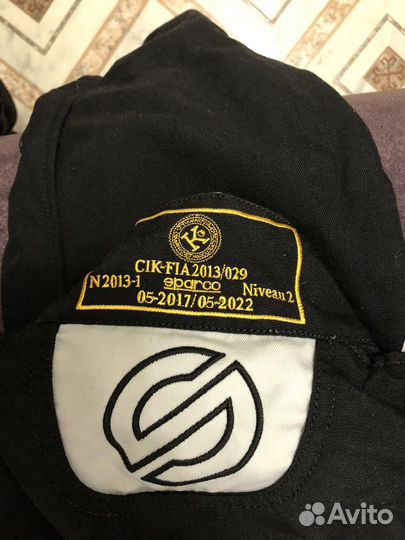 K
CIK-FIA 2013/029
N2013-1 sparco Niveau 2
05-2017/05-2022
S
Avito